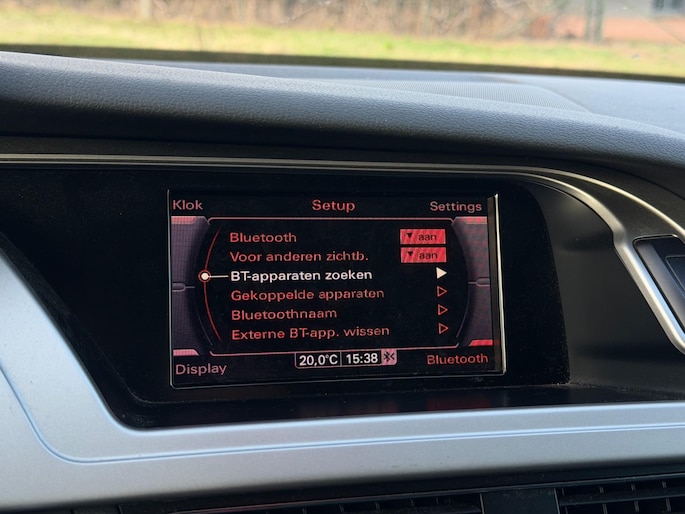 Klok Setup Settings
Bluetooth aan
Voor anderen zichtb. aan
BT-apparaten zoeken
Gekoppelde apparaten
Bluetoothnaam
Externe BT-app. wissen
Display 20,0°C 15:38 Bluetooth